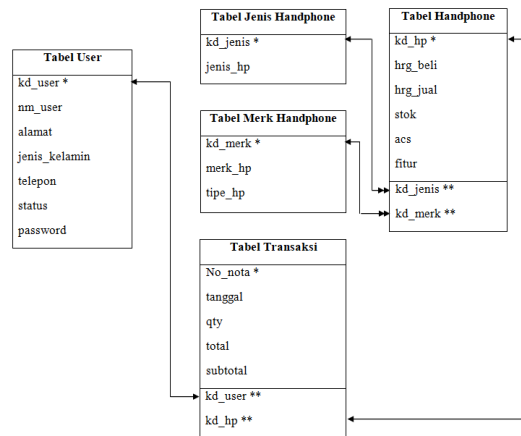 Tabel User
kd_user *
nm_user
alamat
jenis_kelamin
telepon
status
password
Tabel Jenis Handphone
kd_jenis *
jenis_hp
Tabel Merk Handphone
kd_merk *
merk_hp
tipe_hp
Tabel Handphone
kd_hp *
hrg_beli
hrg_jual
stok
acs
fitur
kd_jenis **
kd_merk **
Tabel Transaksi
No_nota *
tanggal
qty
total
subtotal
kd_user **
kd_hp **